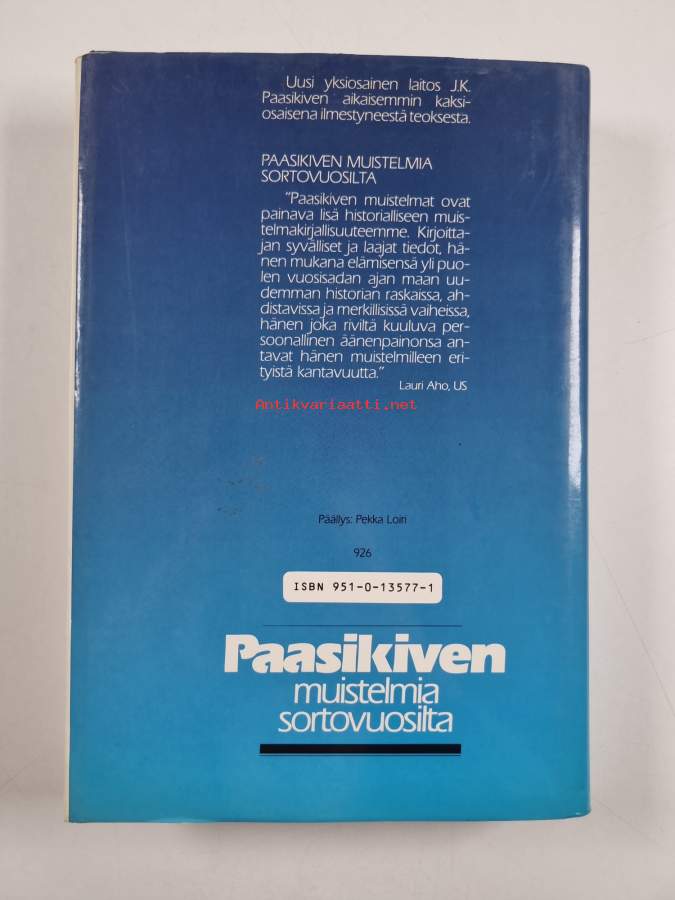 Uusi yksiosainen laitos J.K.
Paasikiven aikaisemmin kaksi-
osaisena ilmestyneestä teoksesta.
PAASIKIVEN MUISTELMIA
SORTOVUOSILTA
"Paasikiven muistelmat ovat
painava lisä historialliseen muis-
telmakirjallisuuteemme. Kirjoitta-
jan syvälliset ja laajat tiedot, hä-
nen mukana elämisensä yli puo-
len vuosisadan ajan maan uu-
demman historian raskaissa, ah-
distavissa ja merkillisissä vaiheissa,
hänen joka riviltä kuuluva per-
soonallinen äänenpainonsa an-
tavat hänen muistelmilleen eri-
tyistä kantavuutta."
Lauri Aho, US
Antikvariaatti.net
Päällys: Pekka Loiri
926
ISBN 951-0-13577-1
Paasikiven
muistelmia
sortovuosilta